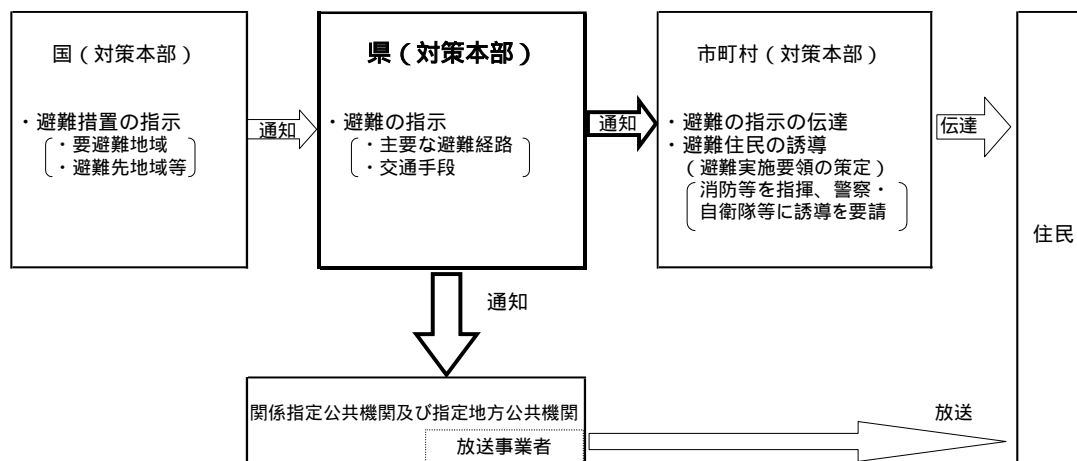 国（対策本部）
・避難措置の指示
・要避難地域
・避難先地域等
通知
県（対策本部）
・避難の指示
・主要な避難経路
・交通手段
通知
市町村（対策本部）
・避難の指示の伝達
・避難住民の誘導
（避難実施要領の策定）
消防等を指揮、警察・
自衛隊等に誘導を要請
伝達
住民
通知
関係指定公共機関及び指定地方公共機関
放送事業者
放送